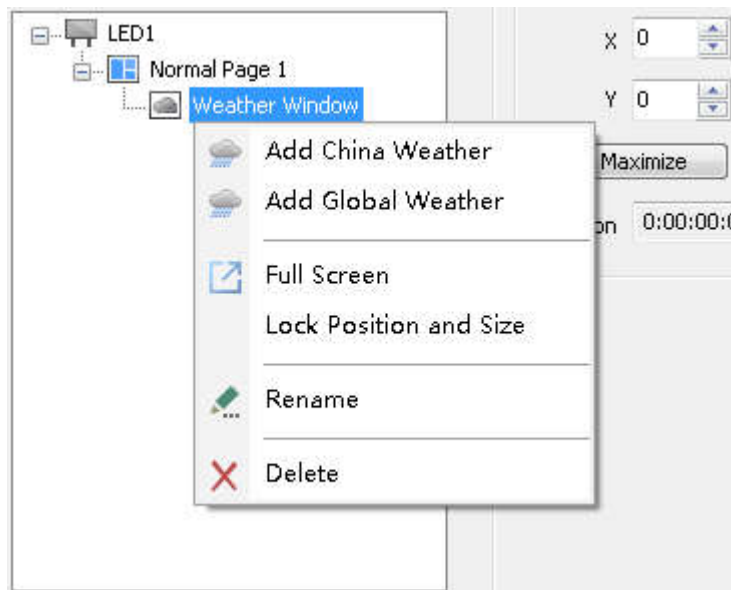 LED1
Normal Page 1
Weather Window
Add China Weather
Add Global Weather
Full Screen
Lock Position and Size
Rename
Delete
X 0
Y 0
Maximize
on 0:00:00:0